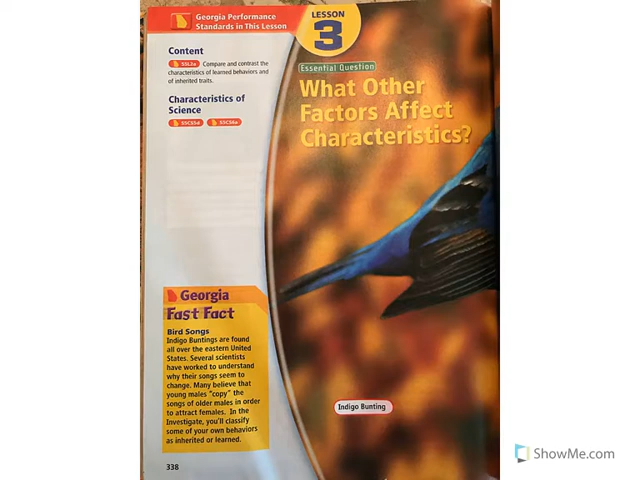 Georgia Performance
Standards in This Lesson
LESSON
3
Content
S5L2a Compare and contrast the
characteristics of learned behaviors and
of inherited traits.
Characteristics of
Science
S5CS5d S5CS6a
Essential Question
What Other
Factors Affect
Characteristics?
Georgia
Fast Fact
Bird Songs
Indigo Buntings are found
all over the eastern United
States. Several scientists
have worked to understand
why their songs seem to
change. Many believe that
young males "copy" the
songs of older males in order
to attract females. In the
Investigate, you'll classify
some of your own behaviors
as inherited or learned.
Indigo Bunting
338
ShowMe.com